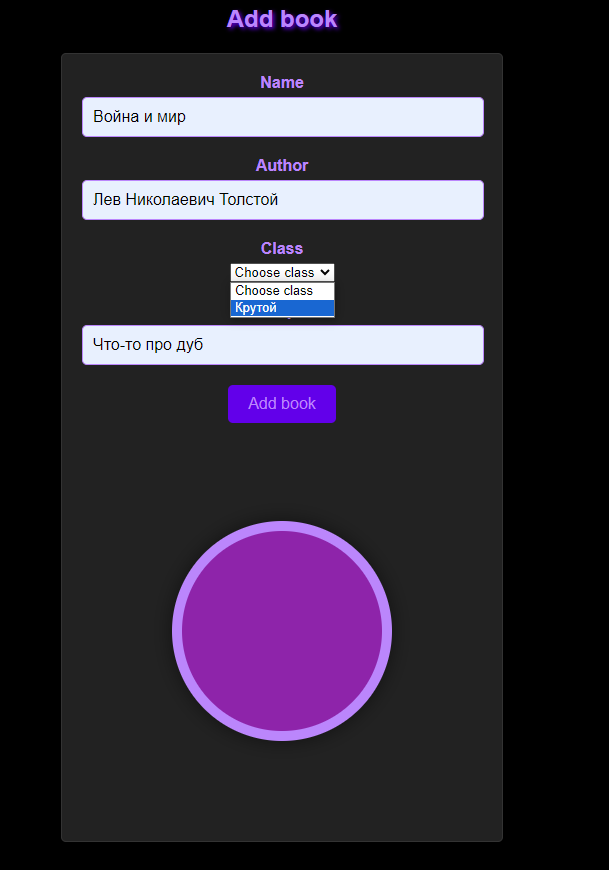 Add book
Name
Война и мир
Author
Лев Николаевич Толстой
Class
Choose class
Choose class
Крутой
Что-то про дуб
Add book